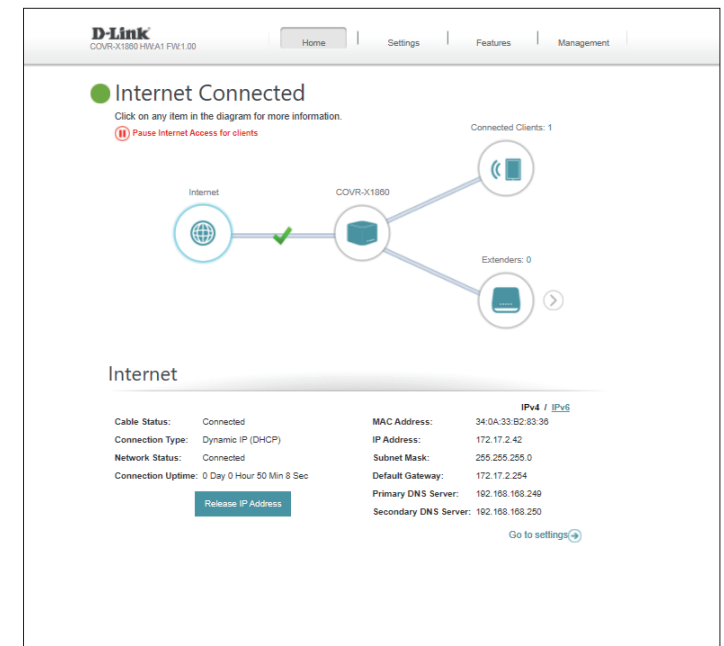 D-Link
COVR-X1860 HW:A1 FW:1.00
Home
Settings
Features
Management
Internet Connected
Click on any item in the diagram for more information.
Pause Internet Access for clients
Connected Clients: 1
Internet
COVR-X1860
Extenders: 0
Internet
IPv4 / IPv6
Cable Status: Connected
MAC Address: 34:0A:33:B2:83:36
Connection Type: Dynamic IP (DHCP)
IP Address: 172.17.2.42
Network Status: Connected
Subnet Mask: 255.255.255.0
Connection Uptime: 0 Day 0 Hour 50 Min 8 Sec
Default Gateway: 172.17.2.254
Release IP Address
Primary DNS Server: 192.168.168.249
Secondary DNS Server: 192.168.168.250
Go to settings